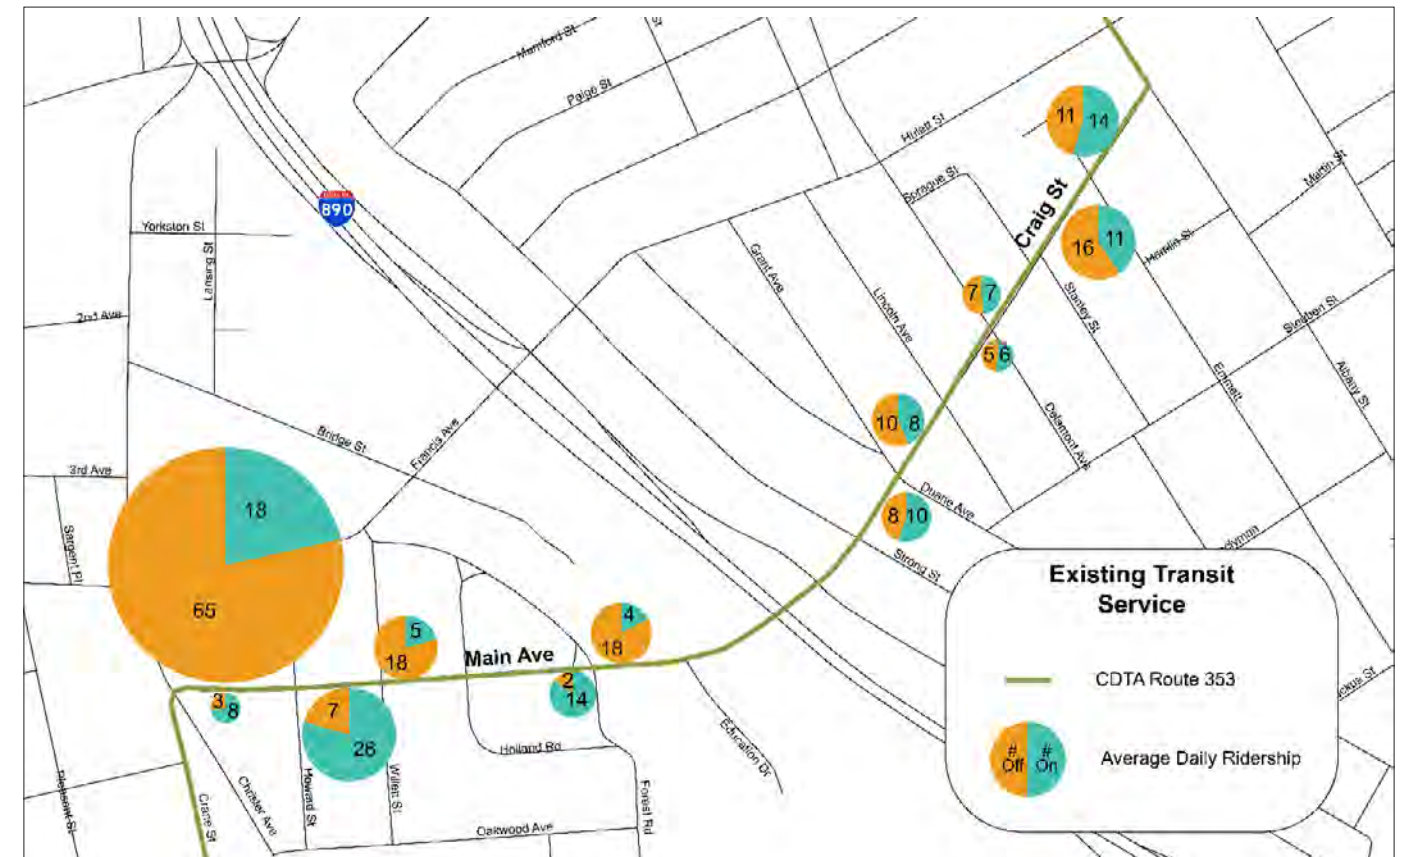 St
Mumford St
Paige St
Hulett St
11
14
Sprague St
Martin St
890
Craig St
Yorkston St
Lansing St
Grant Ave
16
11
Hamlin St
7
7
Lincoln Ave
Stanley St
2nd Ave
Steuben St
5
6
Emmett
Albany St
10
8
Delamont Ave
Bridge St
Francis Ave
3rd Ave
18
Duane Ave
8
10
Sargent Pl
Strong St
65
5
18
4
18
Main Ave
2
14
3
8
7
Education Dr
Holland Rd
Pleasant St
Crane St
Chrisler Ave
Howard St
Willett St
Forest Rd
Oakwood Ave
Existing Transit
Service
CDTA Route 353
#
Off
#
On
Average Daily Ridership